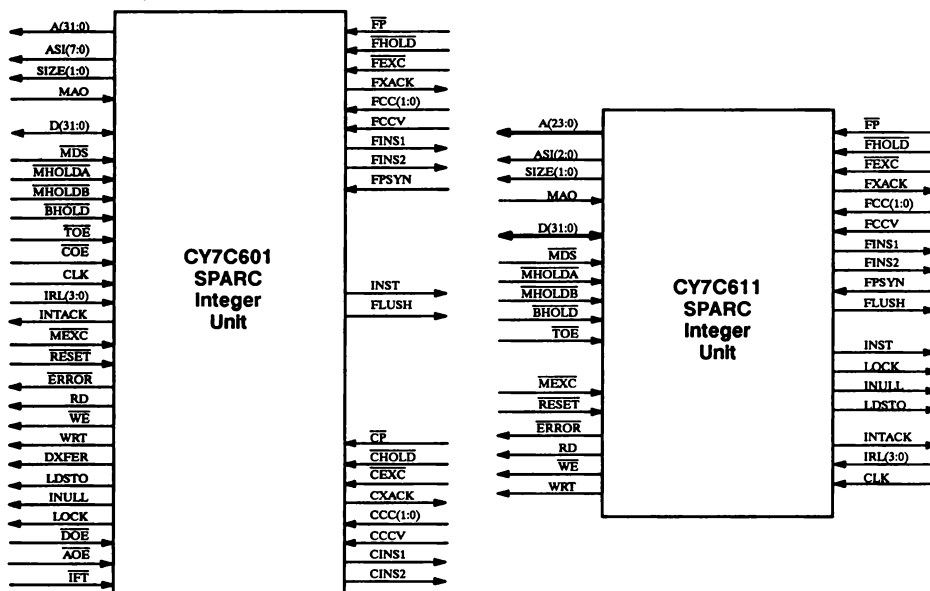 A(31:0)
ASI(7:0)
SIZE(1:0)
MAO
D(31:0)
MDS
MHOLDA
MHOLDB
BHOLD
TOE
COE
CLK
IRL(3:0)
INTACK
MEXC
RESET
ERROR
RD
WE
WRT
DXFER
LDSTO
INULL
LOCK
DOE
AOE
IFT
CY7C601
SPARC
Integer
Unit
FP
FHOLD
FEXC
FXACK
FCC(1:0)
FCCV
FINS1
FINS2
FPSYN
INST
FLUSH
CP
CHOLD
CEXC
CXACK
CCC(1:0)
CCCV
CINS1
CINS2
A(23:0)
ASI(2:0)
SIZE(1:0)
MAO
D(31:0)
MDS
MHOLDA
MHOLDB
BHOLD
TOE
MEXC
RESET
ERROR
RD
WE
WRT
CY7C611
SPARC
Integer
Unit
FP
FHOLD
FEXC
FXACK
FCC(1:0)
FCCV
FINS1
FINS2
FPSYN
FLUSH
INST
LOCK
INULL
LDSTO
INTACK
IRL(3:0)
CLK